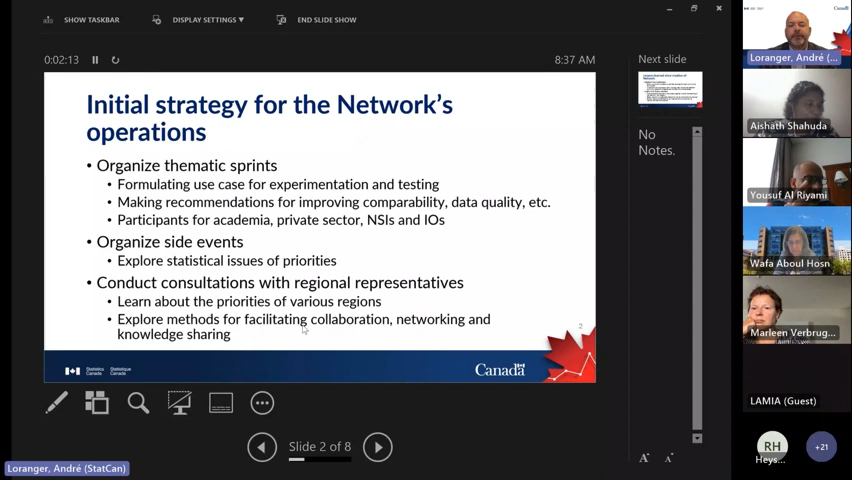 SHOW TASKBAR
DISPLAY SETTINGS ▼
END SLIDE SHOW
0:02:13
8:37 AM
Initial strategy for the Network's
operations
• Organize thematic sprints
• Formulating use case for experimentation and testing
• Making recommendations for improving comparability, data quality, etc.
• Participants for academia, private sector, NSIs and IOs
• Organize side events
• Explore statistical issues of priorities
• Conduct consultations with regional representatives
• Learn about the priorities of various regions
• Explore methods for facilitating collaboration, networking and
knowledge sharing
2
Statistics Statistique
Canada Canada
Canada
Slide 2 of 8
Next slide
No
Notes.
A A
Loranger, André (StatCan)
Canada
Loranger, André (...
Aishath Shahuda
Yousuf Al Riyami
Wafa Aboul Hosn
Marleen Verbrug...
LAMIA (Guest)
RH
Heys...
+21